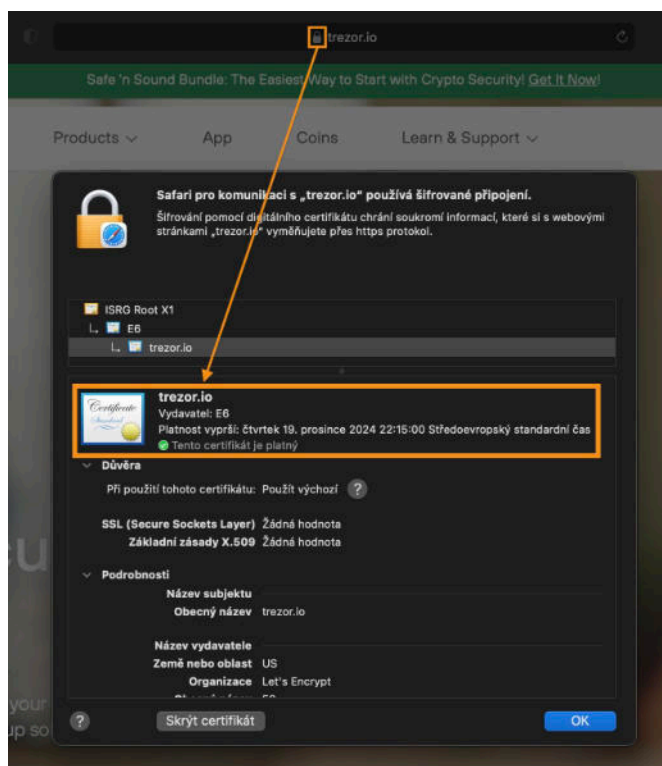 trezor.io
Safe 'n Sound Bundle: The Easiest Way to Start with Crypto Security! Get It Now!
Products App Coins Learn & Support
Safari pro komunikaci s „trezor.io" používá šifrované připojení.
Šifrování pomocí digitálního certifikátu chrání soukromí informací, které si s webovými
stránkami „trezor.io" vyměňujete přes https protokol.
ISRG Root X1
E6
trezor.io
Certificate
Standard
trezor.io
Vydavatel: E6
Platnost vyprší: čtvrtek 19. prosince 2024 22:15:00 Středoevropský standardní čas
Tento certifikát je platný
Důvěra
Při použití tohoto certifikátu: Použít výchozí ?
SSL (Secure Sockets Layer) Žádná hodnota
Základní zásady X.509 Žádná hodnota
Podrobnosti
Název subjektu
Obecný název trezor.io
Název vydavatele
Země nebo oblast US
Organizace Let's Encrypt
your
up so
? Skrýt certifikát OK